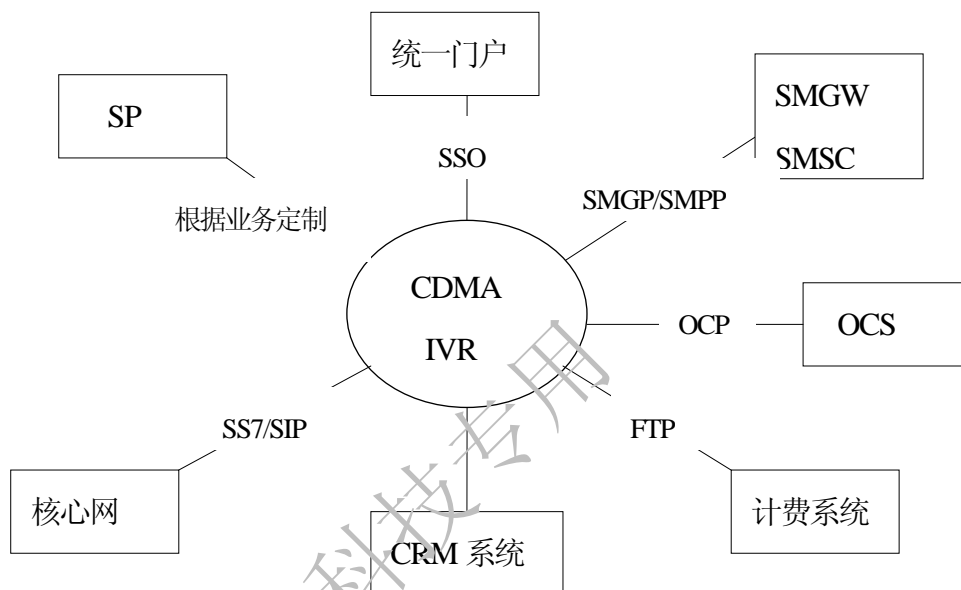 统一门户
SP
SMGW
SMSC
SSO
SMGP/SMPP
根据业务定制
CDMA
IVR
OCP
OCS
SS7/SIP
FTP
核心网
CRM 系统
计费系统
科技专用